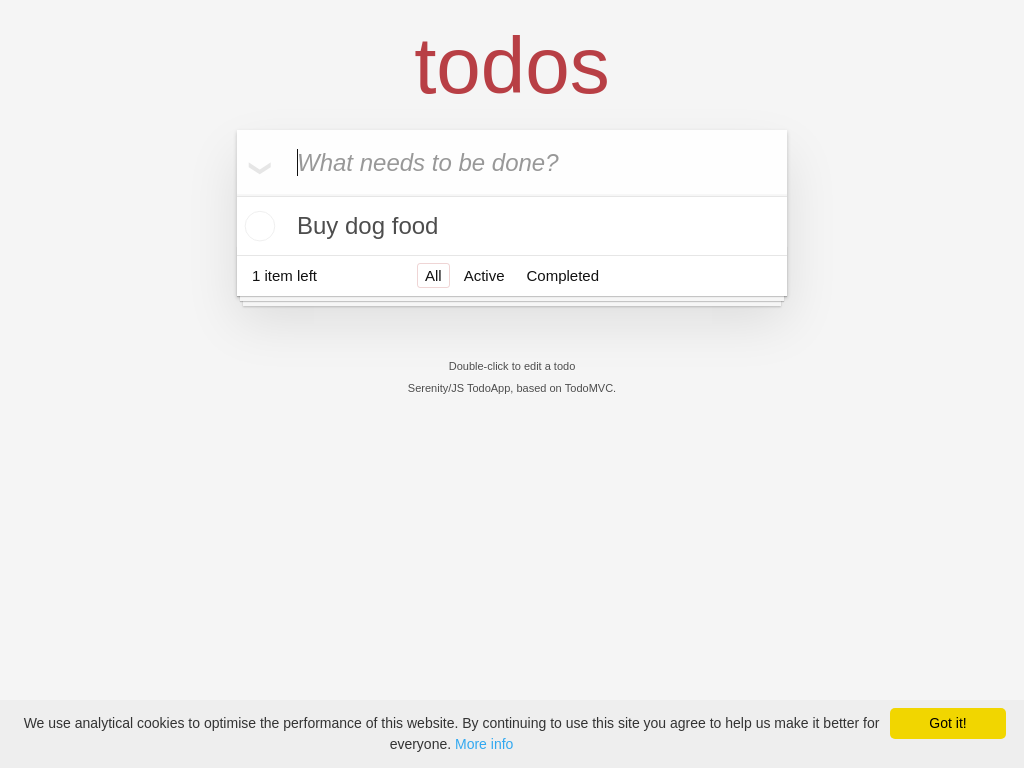 todos
What needs to be done?
Buy dog food
1 item left All Active Completed
Double-click to edit a todo
Serenity/JS TodoApp, based on TodoMVC.
We use analytical cookies to optimise the performance of this website. By continuing to use this site you agree to help us make it better for
everyone. More info
Got it!